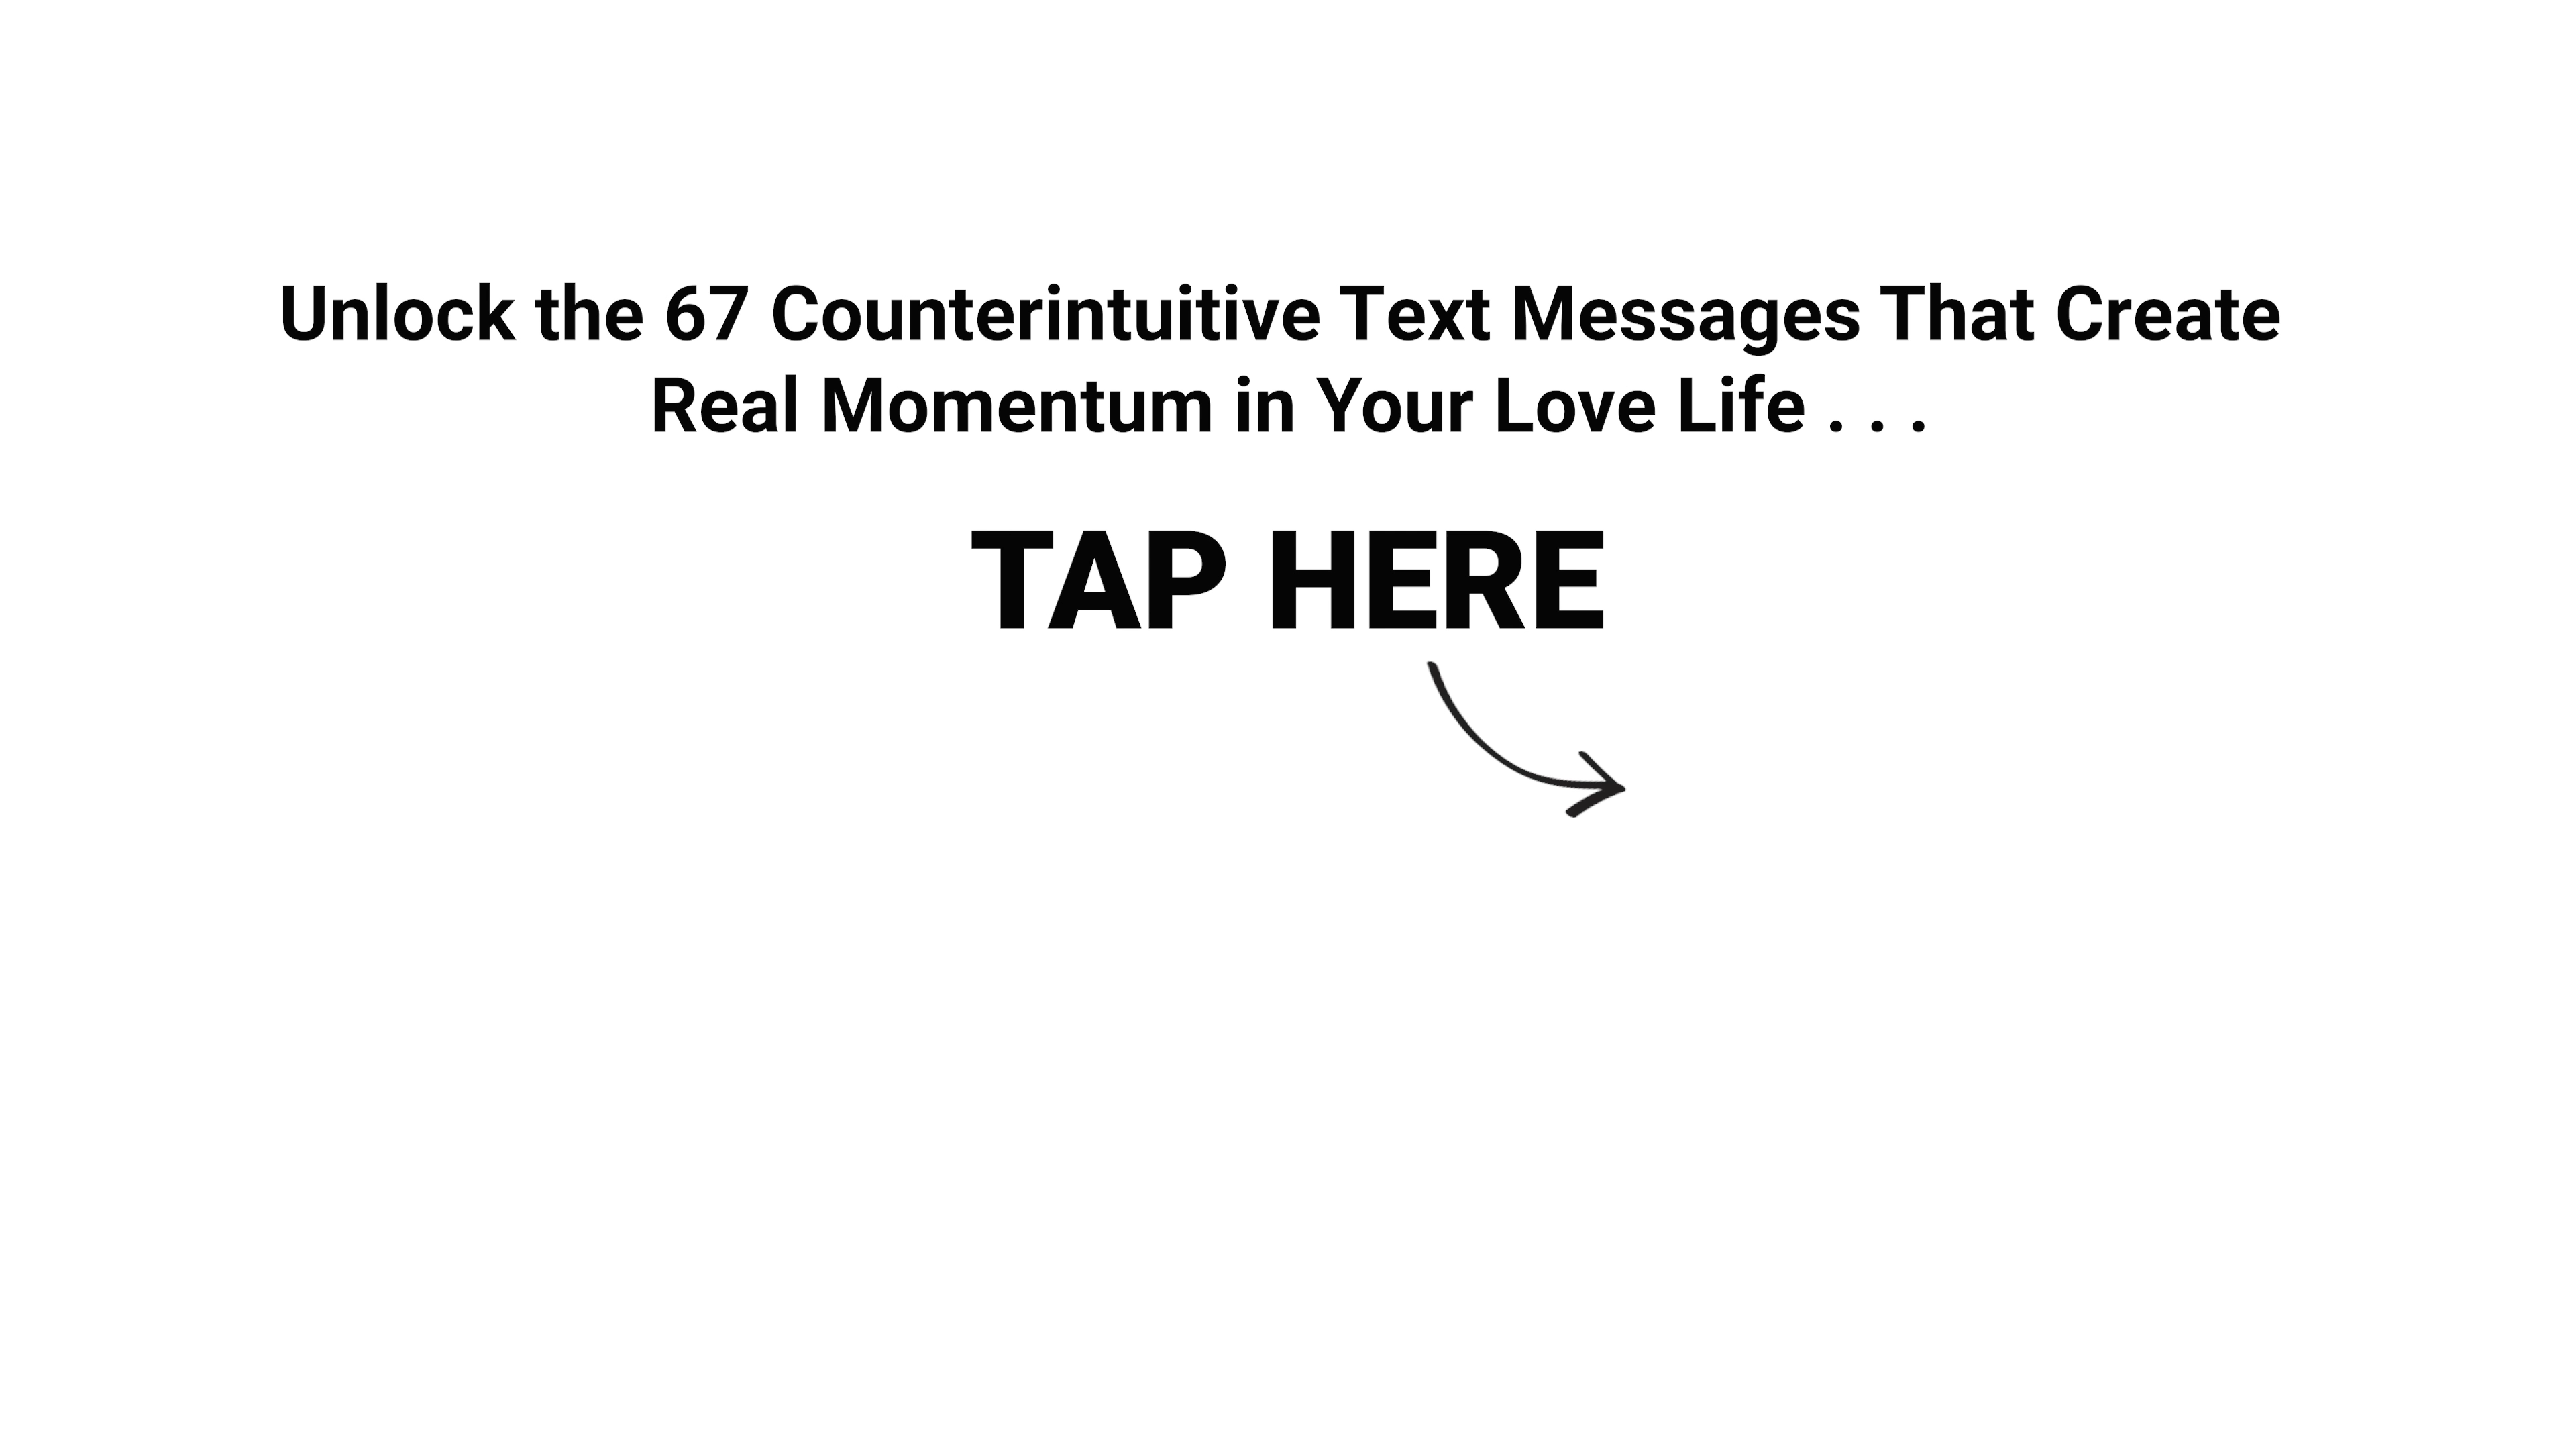 Unlock the 67 Counterintuitive Text Messages That Create
Real Momentum in Your Love Life . . .
TAP HERE